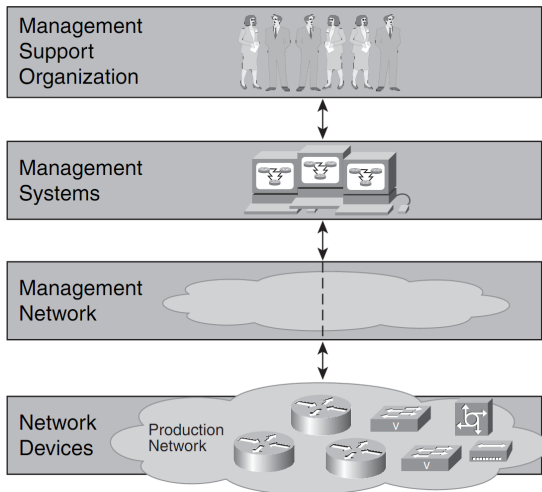 Management
Support
Organization
Management
Systems
Management
Network
Network
Devices
Production
Network
V
V